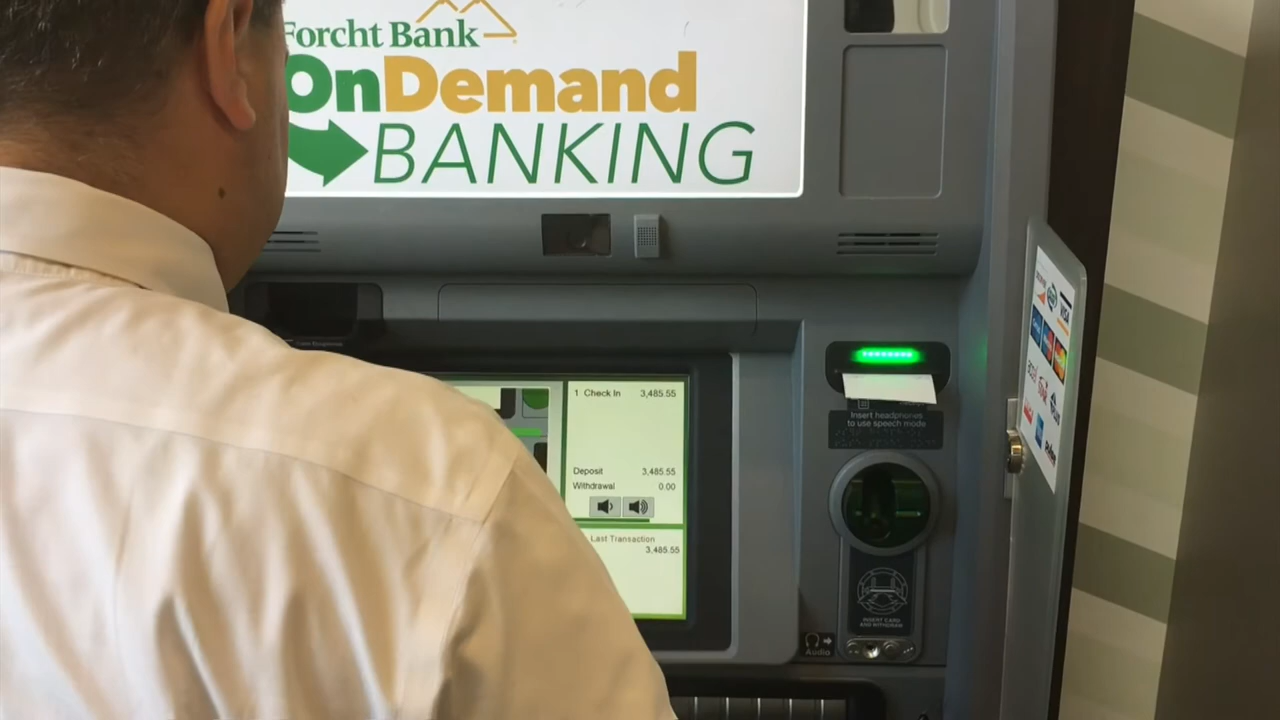 Forcht Bank
OnDemand
BANKING
1 Check In 3,485.55
Deposit 3,485.55
Withdrawal 0.00
Last Transaction
3,485.55
Insert headphones
to use speech mode
INSERT CARD
AND WITHDRAW
Audio
VISA